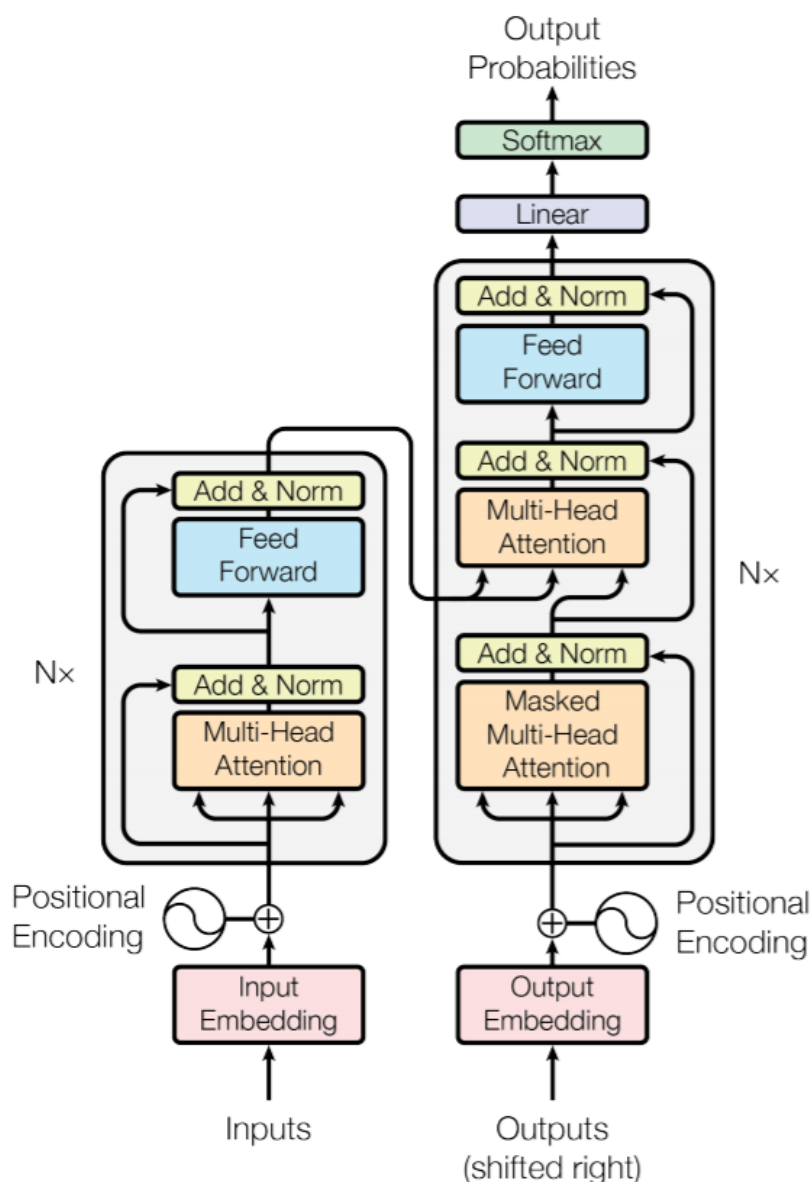 Output
Probabilities
Softmax
Linear
Add & Norm
Feed
Forward
Add & Norm
Multi-Head
Attention
Add & Norm
Masked
Multi-Head
Attention
Nx
Add & Norm
Feed
Forward
Add & Norm
Multi-Head
Attention
Nx
Positional
Encoding
Positional
Encoding
Input
Embedding
Output
Embedding
Inputs
Outputs
(shifted right)